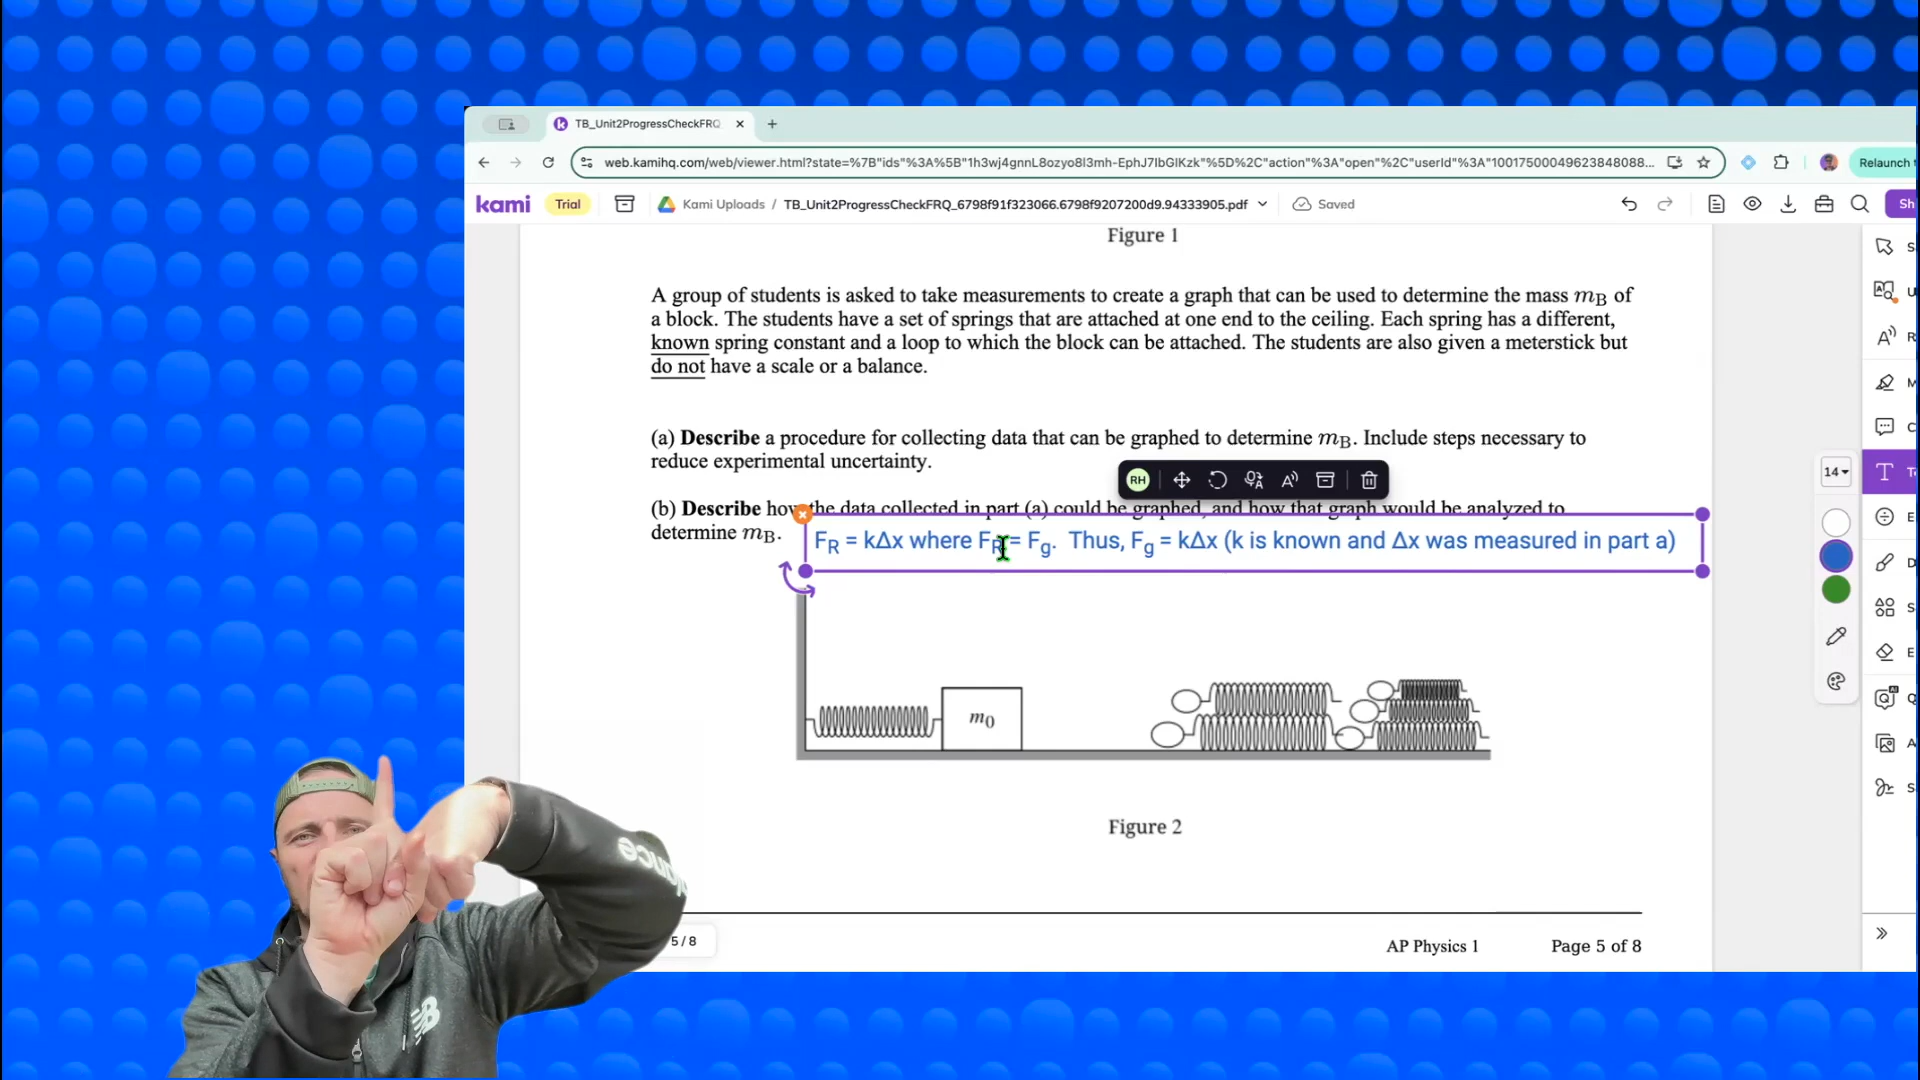 TB_Unit2ProgressCheckFRQ
web.kamihq.com/web/viewer.html?state=%7B"ids"%3A%5B"1h3wj4gnnL8ozyo8l3mh-EphJ7IbGIKzk"%5D%2C"action"%3A"open"%2C"userId"%3A"10017500049623848088...
Relaunch t
kami
Trial
Kami Uploads / TB_Unit2ProgressCheckFRQ_6798f91f323066.6798f9207200d9.94333905.pdf
Saved
Sh
Figure 1
A group of students is asked to take measurements to create a graph that can be used to determine the mass mB of
a block. The students have a set of springs that are attached at one end to the ceiling. Each spring has a different,
known spring constant and a loop to which the block can be attached. The students are also given a meterstick but
do not have a scale or a balance.
(a) Describe a procedure for collecting data that can be graphed to determine mB. Include steps necessary to
reduce experimental uncertainty.
RH
(b) Describe how the data collected in part (a) could be graphed, and how that graph would be analyzed to
determine mB.
FR = kΔx where FR = Fg. Thus, Fg = kΔx (k is known and Δx was measured in part a)
14
m0
Figure 2
5 / 8
AP Physics 1
Page 5 of 8